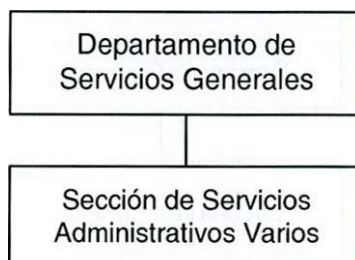 Departamento de
Servicios Generales
Sección de Servicios
Administrativos Varios